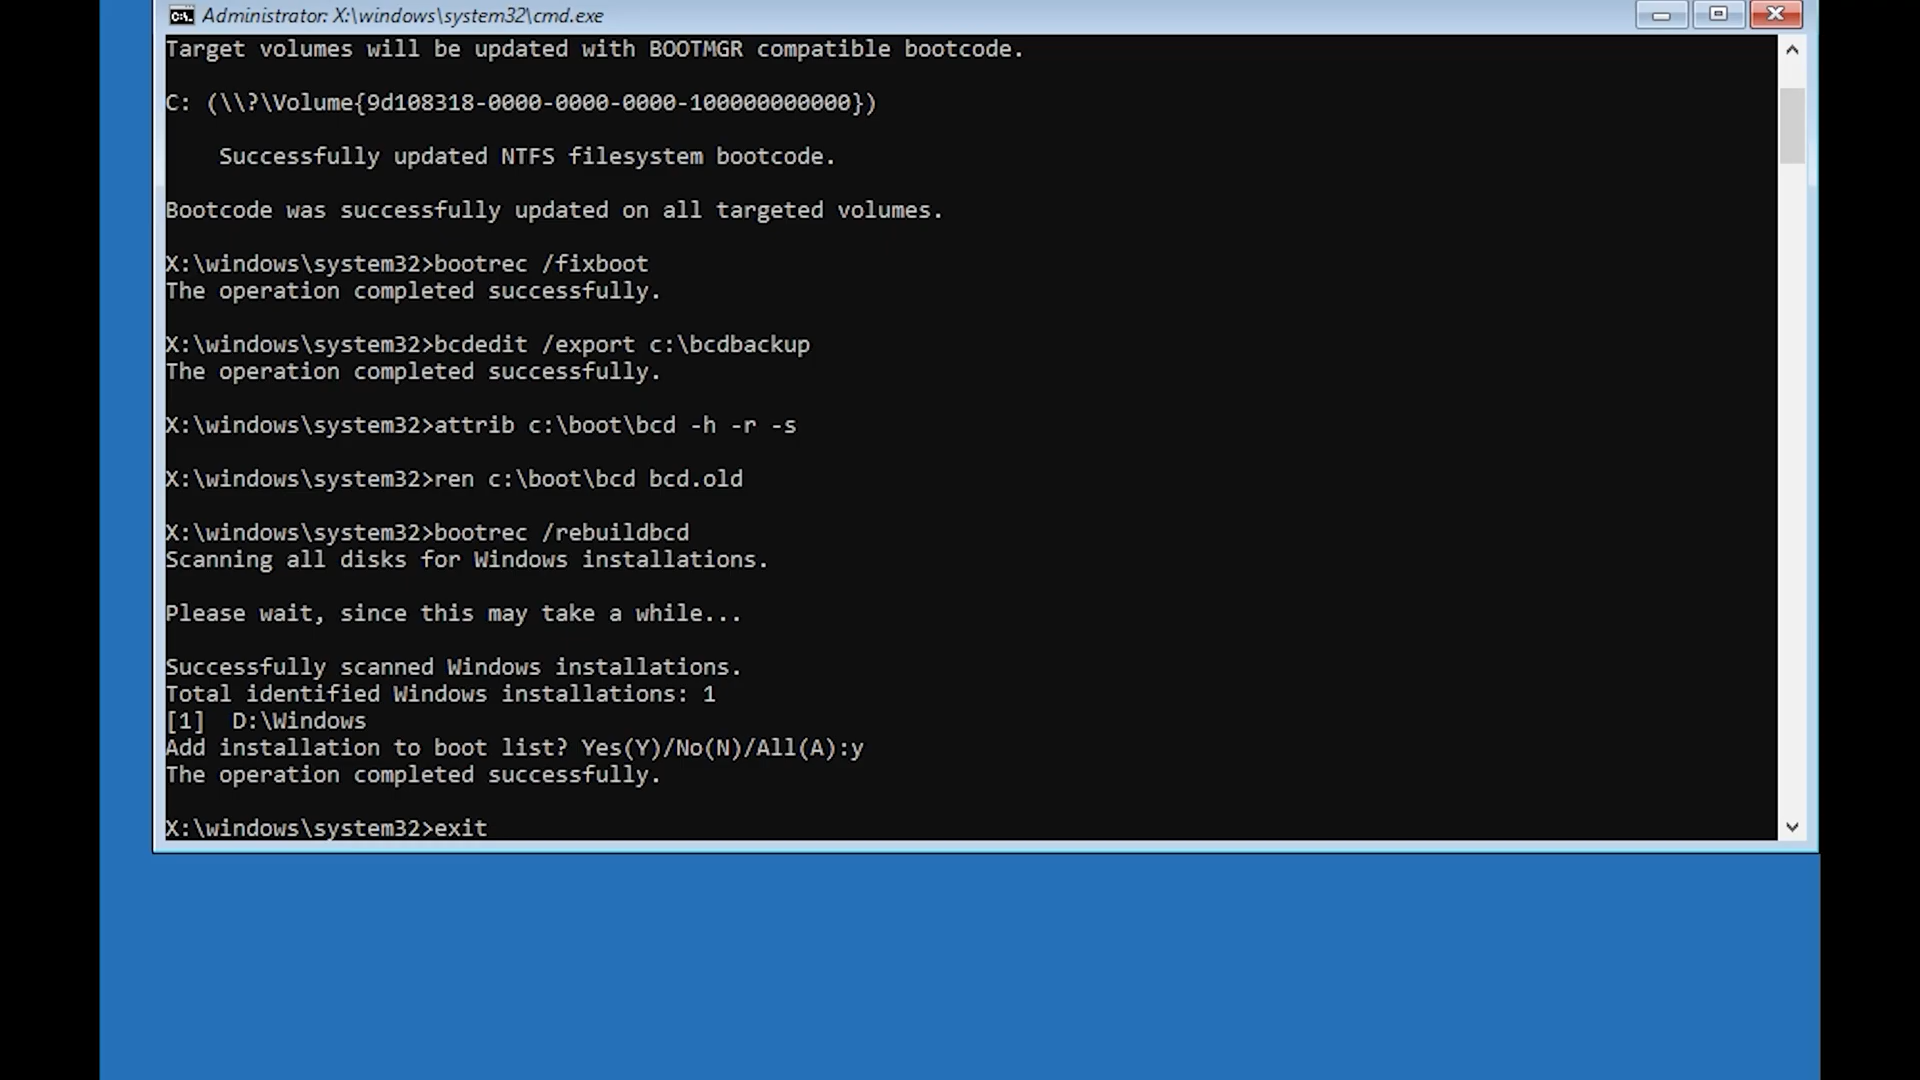 Administrator: X:\windows\system32\cmd.exe
Target volumes will be updated with BOOTMGR compatible bootcode.
C: (\\?\Volume{9d108318-0000-0000-0000-100000000000})
Successfully updated NTFS filesystem bootcode.
Bootcode was successfully updated on all targeted volumes.
X:\windows\system32>bootrec /fixboot
The operation completed successfully.
X:\windows\system32>bcdedit /export c:\bcdbackup
The operation completed successfully.
X:\windows\system32>attrib c:\boot\bcd -h -r -s
X:\windows\system32>ren c:\boot\bcd bcd.old
X:\windows\system32>bootrec /rebuildbcd
Scanning all disks for Windows installations.
Please wait, since this may take a while...
Successfully scanned Windows installations.
Total identified Windows installations: 1
[1]  D:\Windows
Add installation to boot list? Yes(Y)/No(N)/All(A):y
The operation completed successfully.
X:\windows\system32>exit